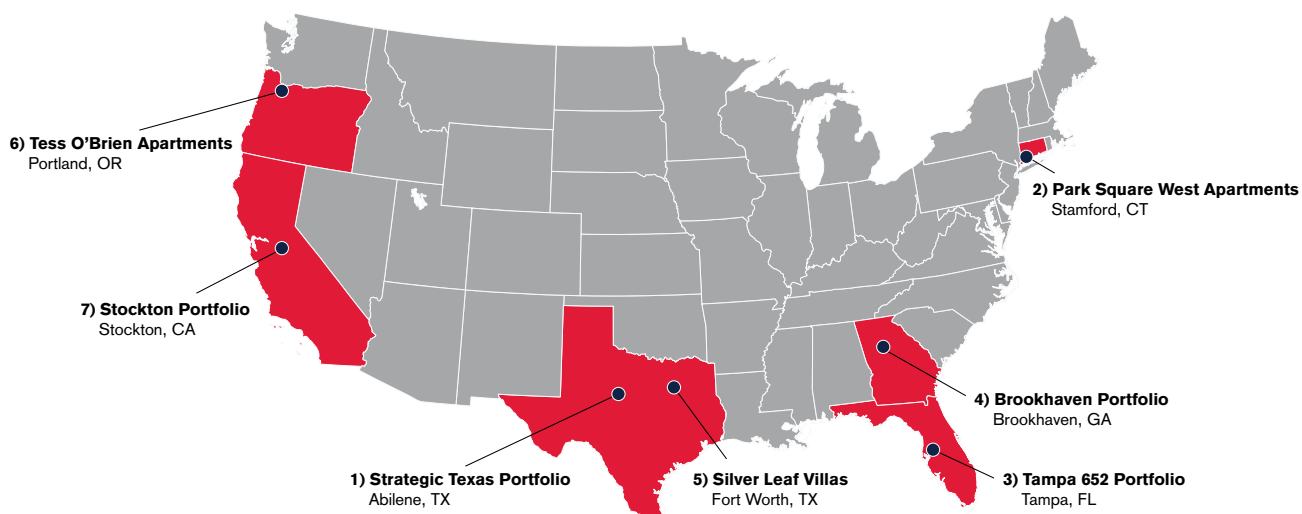 6) Tess O’Brien Apartments
Portland, OR
2) Park Square West Apartments
Stamford, CT
7) Stockton Portfolio
Stockton, CA
4) Brookhaven Portfolio
Brookhaven, GA
1) Strategic Texas Portfolio
Abilene, TX
5) Silver Leaf Villas
Fort Worth, TX
3) Tampa 652 Portfolio
Tampa, FL